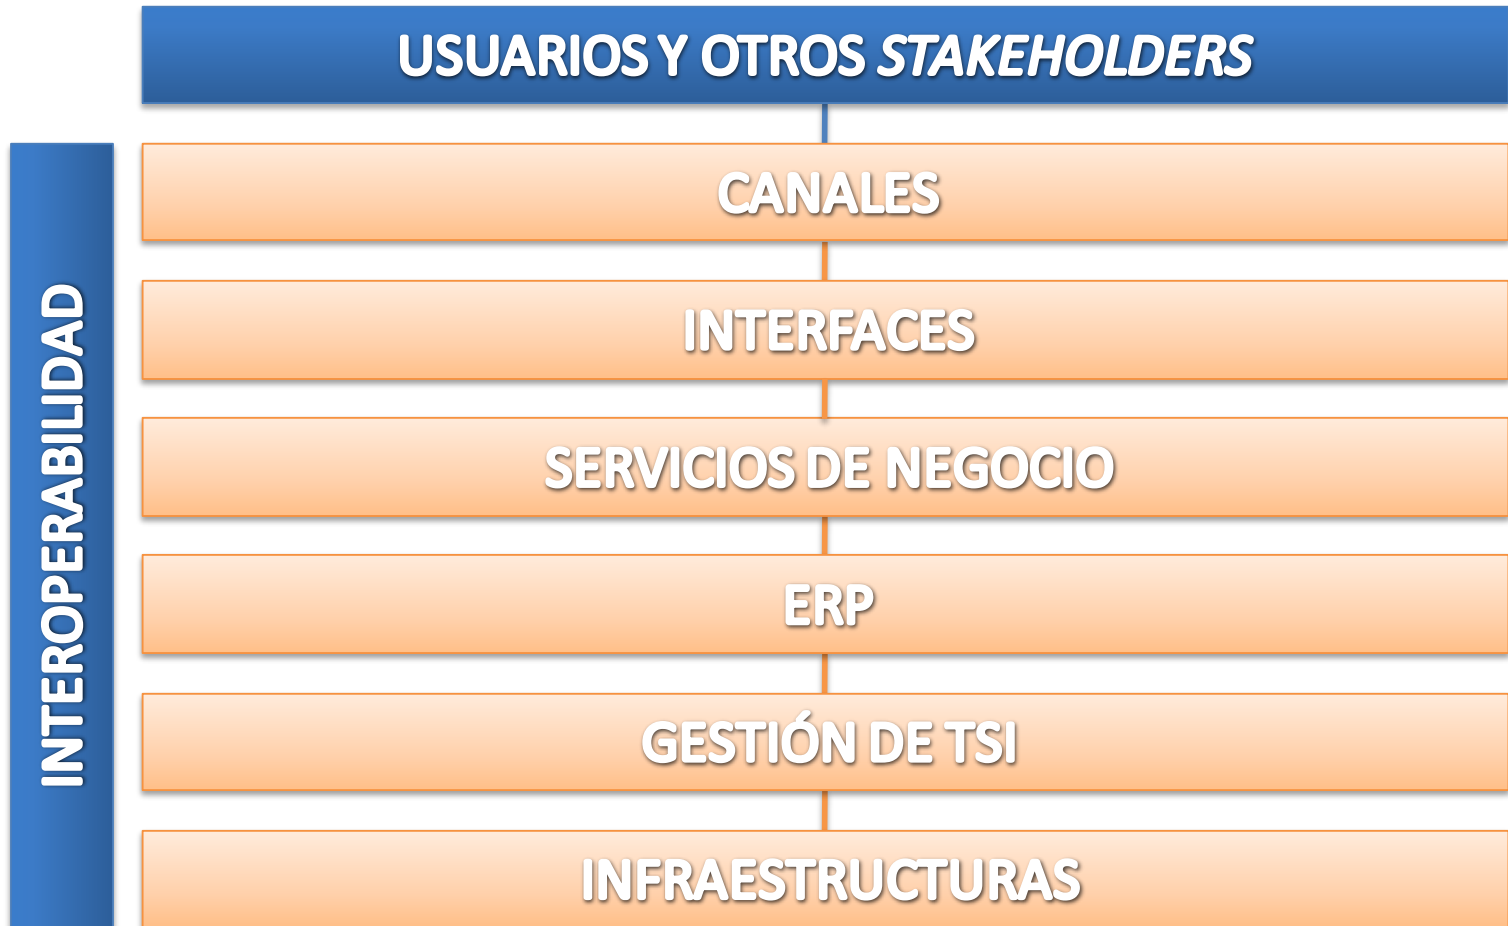 USUARIOS Y OTROS STAKEHOLDERS
INTEROPERABILIDAD
CANALES
INTERFACES
SERVICIOS DE NEGOCIO
ERP
GESTIÓN DE TSI
INFRAESTRUCTURAS